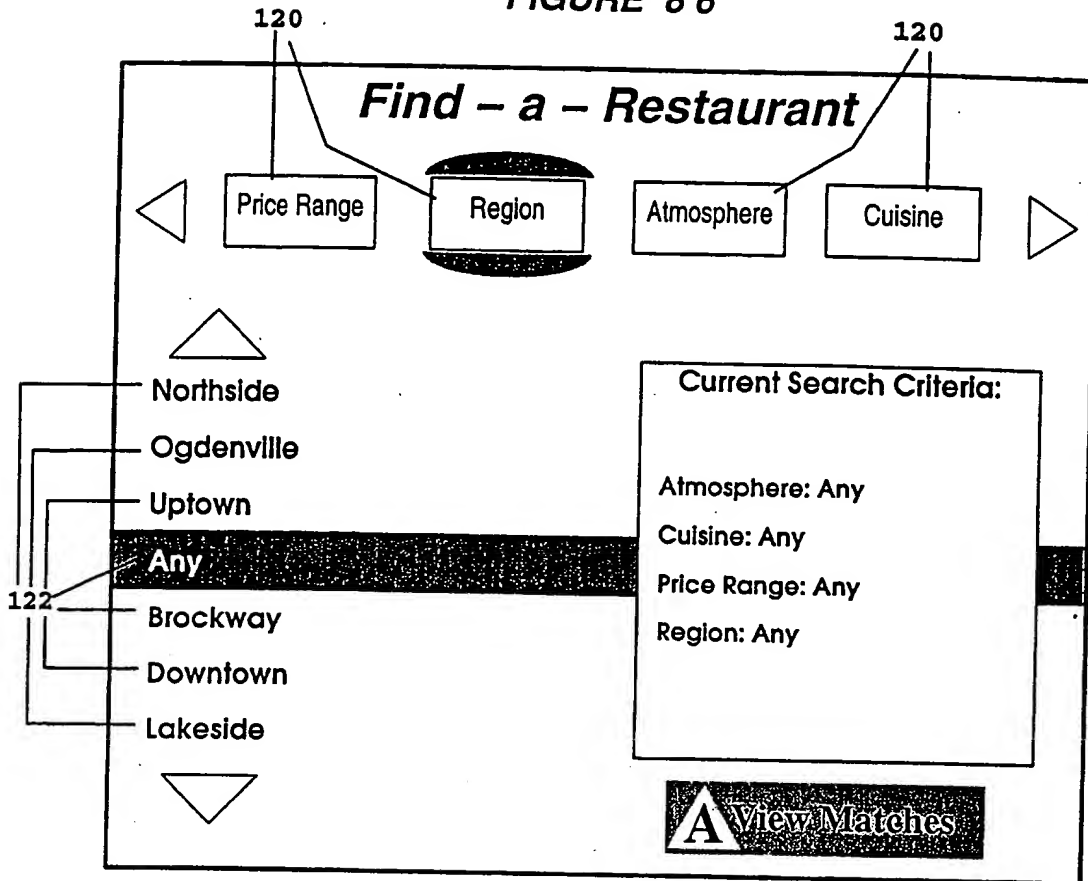 FIGURE
120
120
Find – a – Restaurant
Price Range
Region
Atmosphere
Cuisine
Northside
Ogdenville
Uptown
Any
Brockway
Downtown
Lakeside
122
Current Search Criteria:
Atmosphere: Any
Cuisine: Any
Price Range: Any
Region: Any
A View Matches